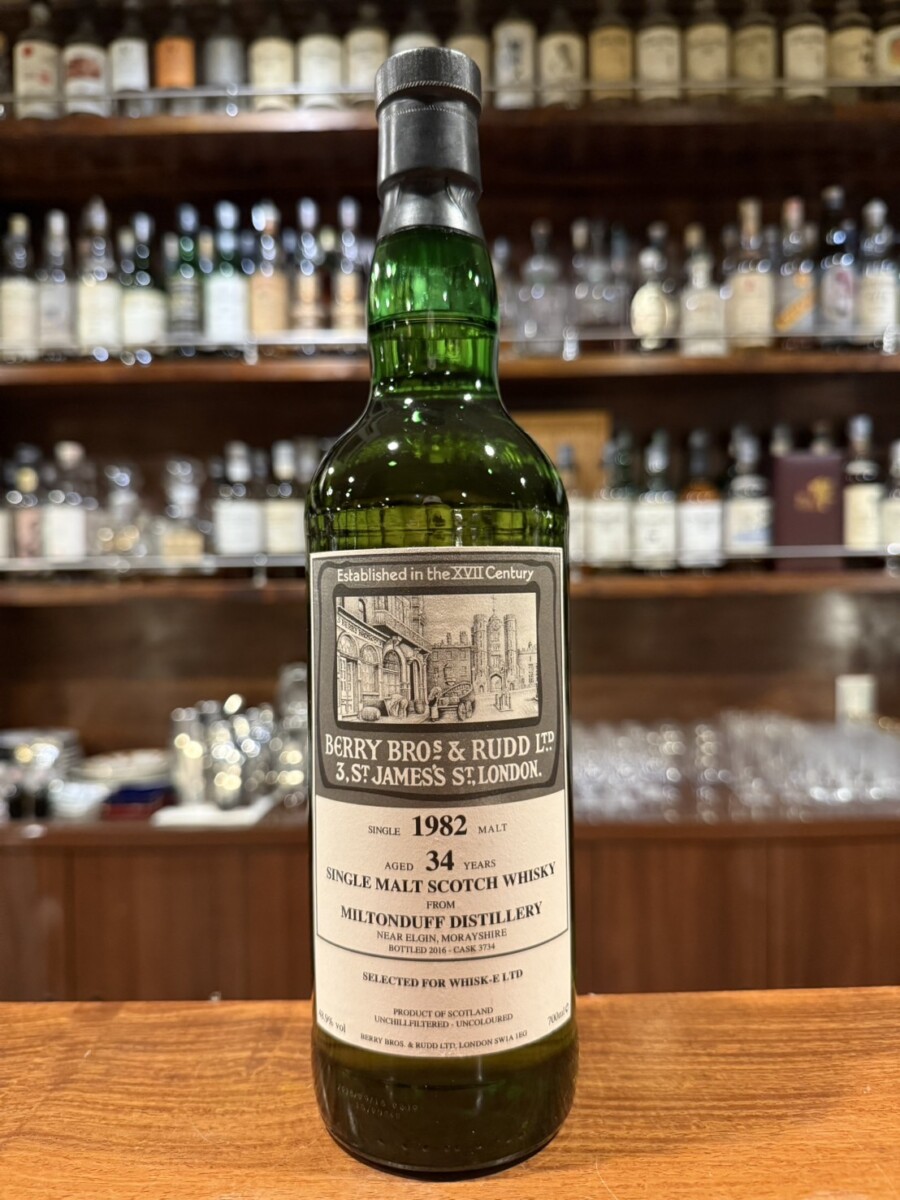 Established in the XVII Century
BERRY BROS & RUDD LTD.
3, ST JAMES'S ST, LONDON.
SINGLE 1982 MALT
AGED 34 YEARS
SINGLE MALT SCOTCH WHISKY
FROM
MILTONDUFF DISTILLERY
NEAR ELGIN, MORAYSHIRE
BOTTLED 2016 - CASK 3734
SELECTED FOR WHISK-E LTD
PRODUCT OF SCOTLAND
UNCHILLFILTERED - UNCOLOURED
vol
BERRY BROS. & RUDD LTD, LONDON SW1A 1EG